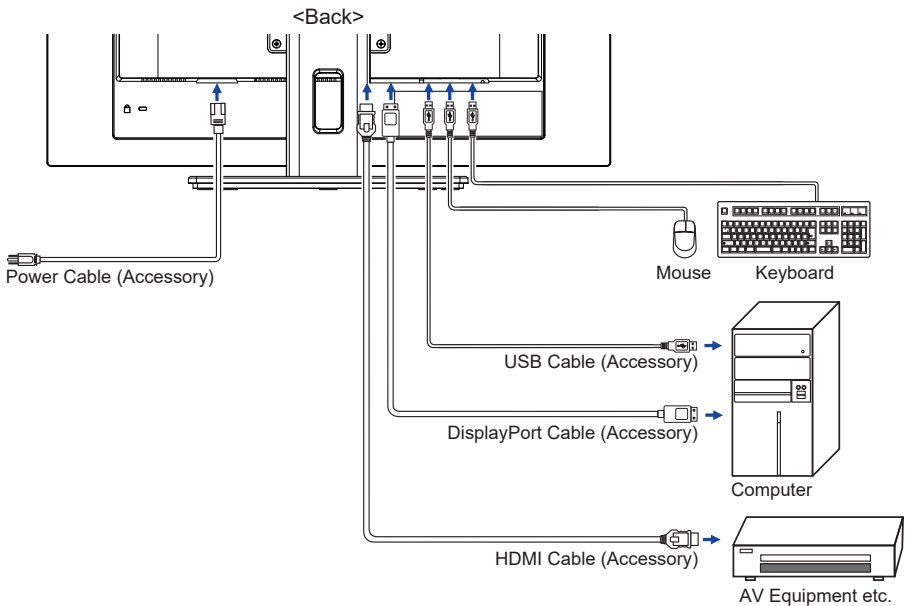 <Back>
Power Cable (Accessory)
Mouse
Keyboard
USB Cable (Accessory)
DisplayPort Cable (Accessory)
Computer
HDMI Cable (Accessory)
AV Equipment etc.